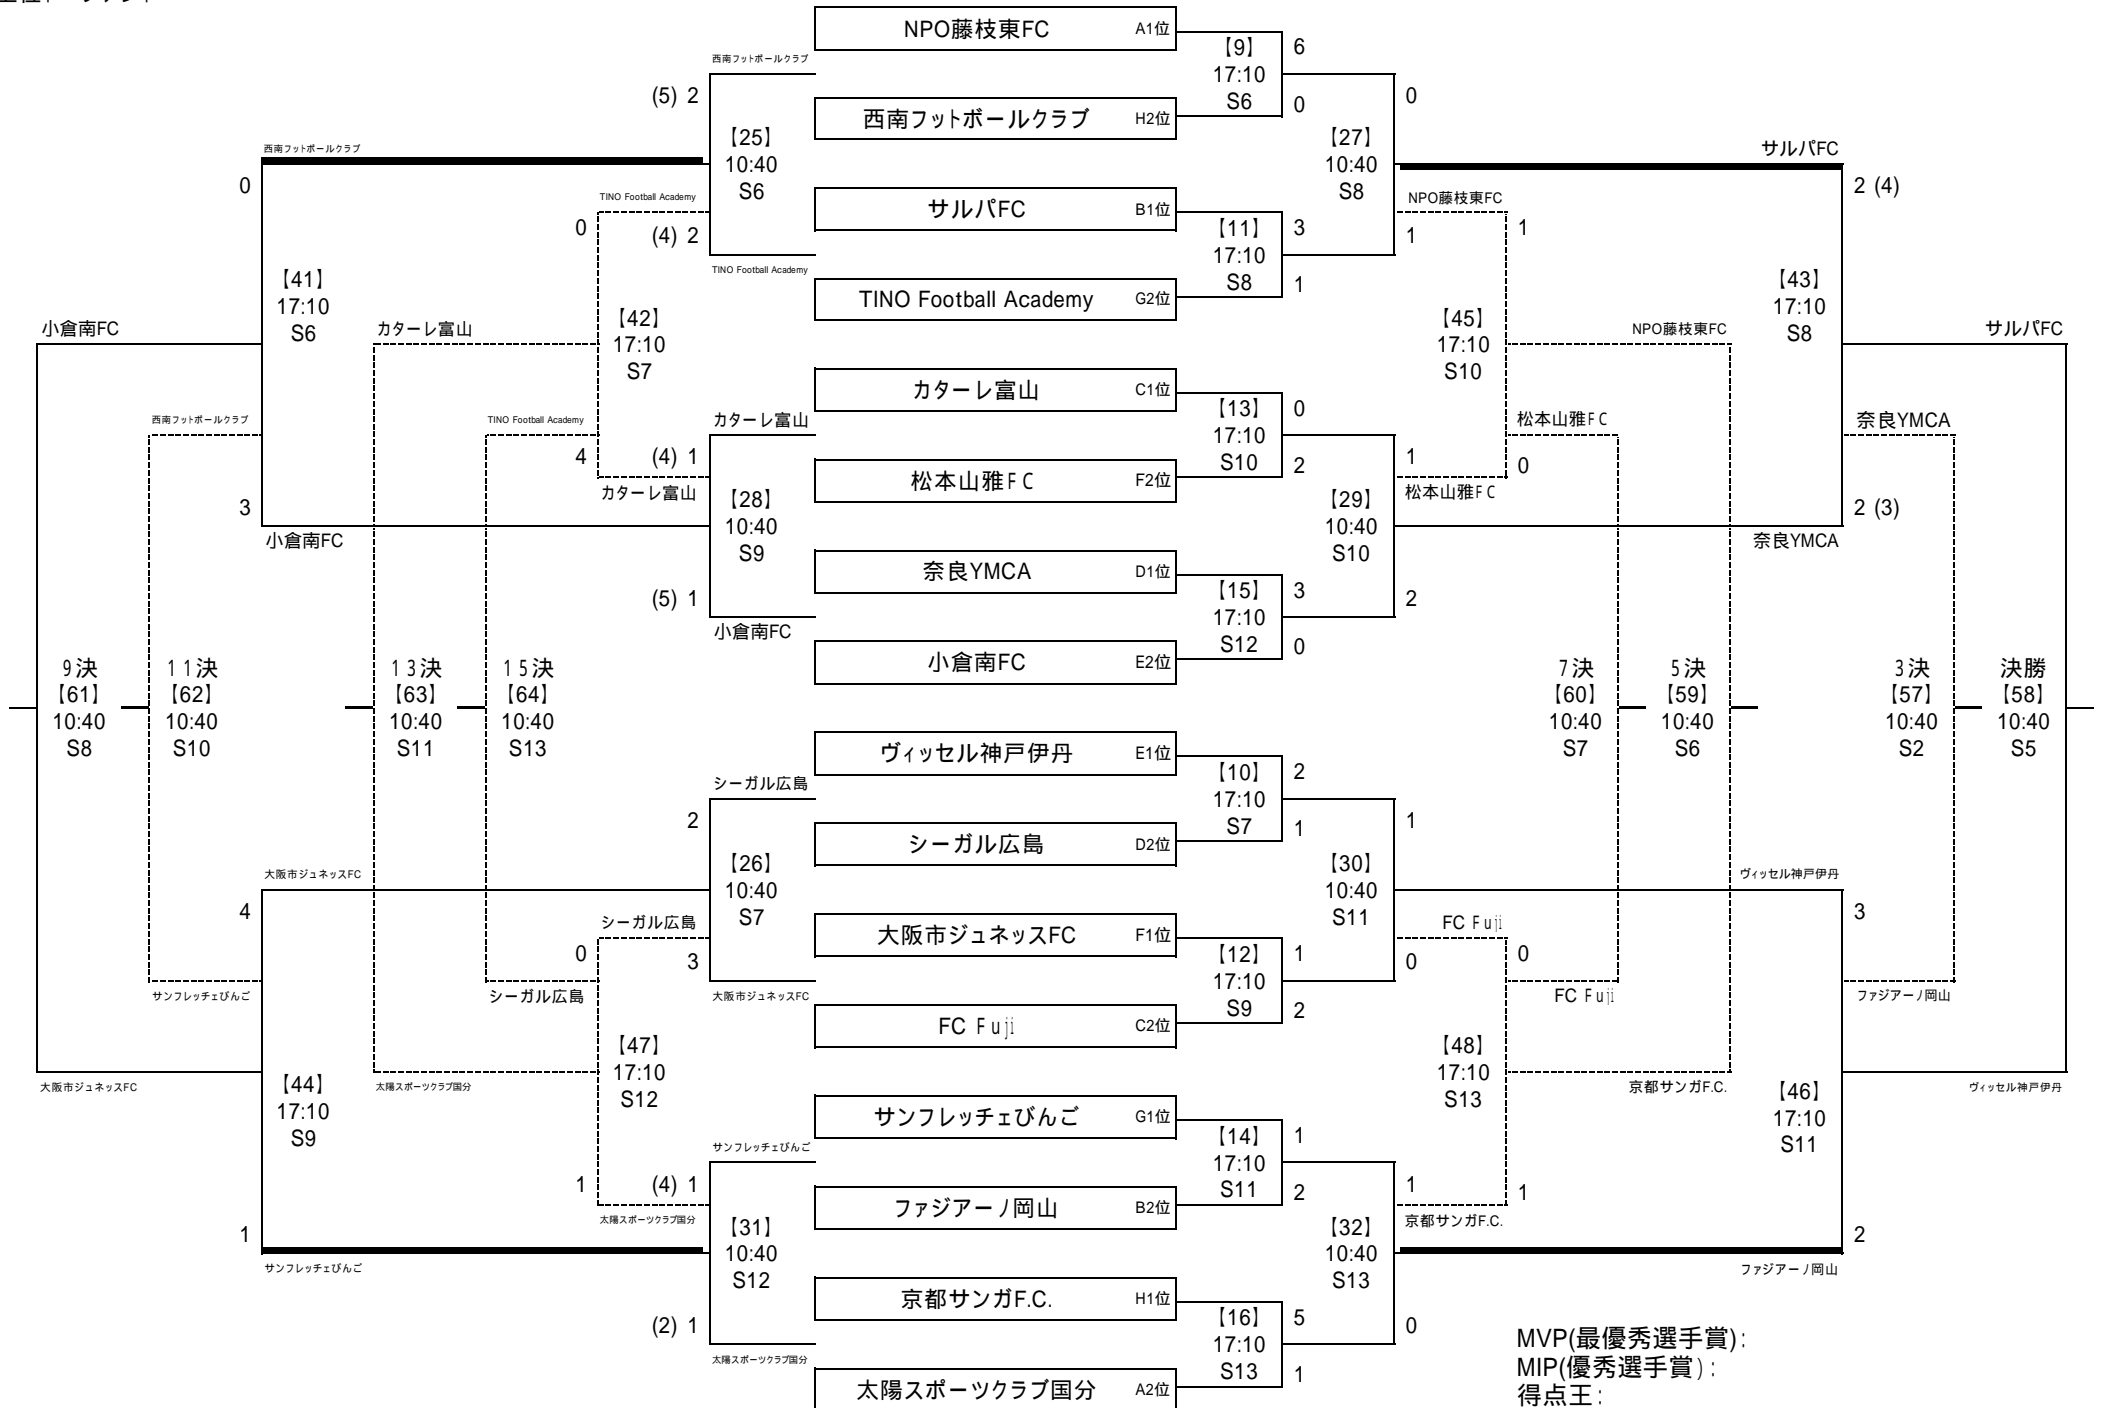 NPO藤枝東FC A1位
西南フットボールクラブ
【9】
17:10
S6
6
0
(5) 2
西南フットボールクラブ H2位
0
西南フットボールクラブ
【25】
10:40
S6
【27】
10:40
S8
サルパFC
0
2 (4)
TINO Football Academy
サルパFC B1位
NPO藤枝東FC
0
(4) 2
【11】
17:10
S8
3
1
1
1
TINO Football Academy
TINO Football Academy G2位
【41】
17:10
S6
【43】
17:10
S8
小倉南FC
カターレ富山
【42】
17:10
S7
【45】
17:10
S10
NPO藤枝東FC
サルパFC
カターレ富山 C1位
西南フットボールクラブ
TINO Football Academy
カターレ富山
【13】
17:10
S10
0
2
松本山雅FC
奈良YMCA
4
(4) 1
1
0
松本山雅FC F2位
カターレ富山
松本山雅FC
3
【28】
10:40
S9
【29】
10:40
S10
2 (3)
小倉南FC
奈良YMCA
奈良YMCA D1位
(5) 1
【15】
17:10
S12
3
0
2
小倉南FC
小倉南FC E2位
9決
【61】
10:40
S8
11決
【62】
10:40
S10
13決
【63】
10:40
S11
15決
【64】
10:40
S13
7決
【60】
10:40
S7
5決
【59】
10:40
S6
3決
【57】
10:40
S2
決勝
【58】
10:40
S5
ヴィッセル神戸伊丹 E1位
シーガル広島
【10】
17:10
S7
2
1
2
1
シーガル広島 D2位
大阪市ジュネッスFC
【26】
10:40
S7
【30】
10:40
S11
ヴィッセル神戸伊丹
4
3
大阪市ジュネッスFC F1位
シーガル広島
FC Fuji
0
3
【12】
17:10
S9
1
2
0
0
サンフレッチェびんご
シーガル広島
大阪市ジュネッスFC
FC Fuji
ファジアーノ岡山
FC Fuji C2位
【47】
17:10
S12
【48】
17:10
S13
大阪市ジュネッスFC
太陽スポーツクラブ国分
京都サンガF.C.
ヴィッセル神戸伊丹
【44】
17:10
S9
【46】
17:10
S11
サンフレッチェびんご G1位
サンフレッチェびんご
【14】
17:10
S11
1
2
1
(4) 1
1
1
ファジアーノ岡山 B2位
太陽スポーツクラブ国分
京都サンガF.C.
1
【31】
10:40
S12
【32】
10:40
S13
2
サンフレッチェびんご
ファジアーノ岡山
京都サンガF.C. H1位
(2) 1
【16】
17:10
S13
5
1
0
太陽スポーツクラブ国分
太陽スポーツクラブ国分 A2位
MVP(最優秀選手賞):
MIP(優秀選手賞):
得点王: